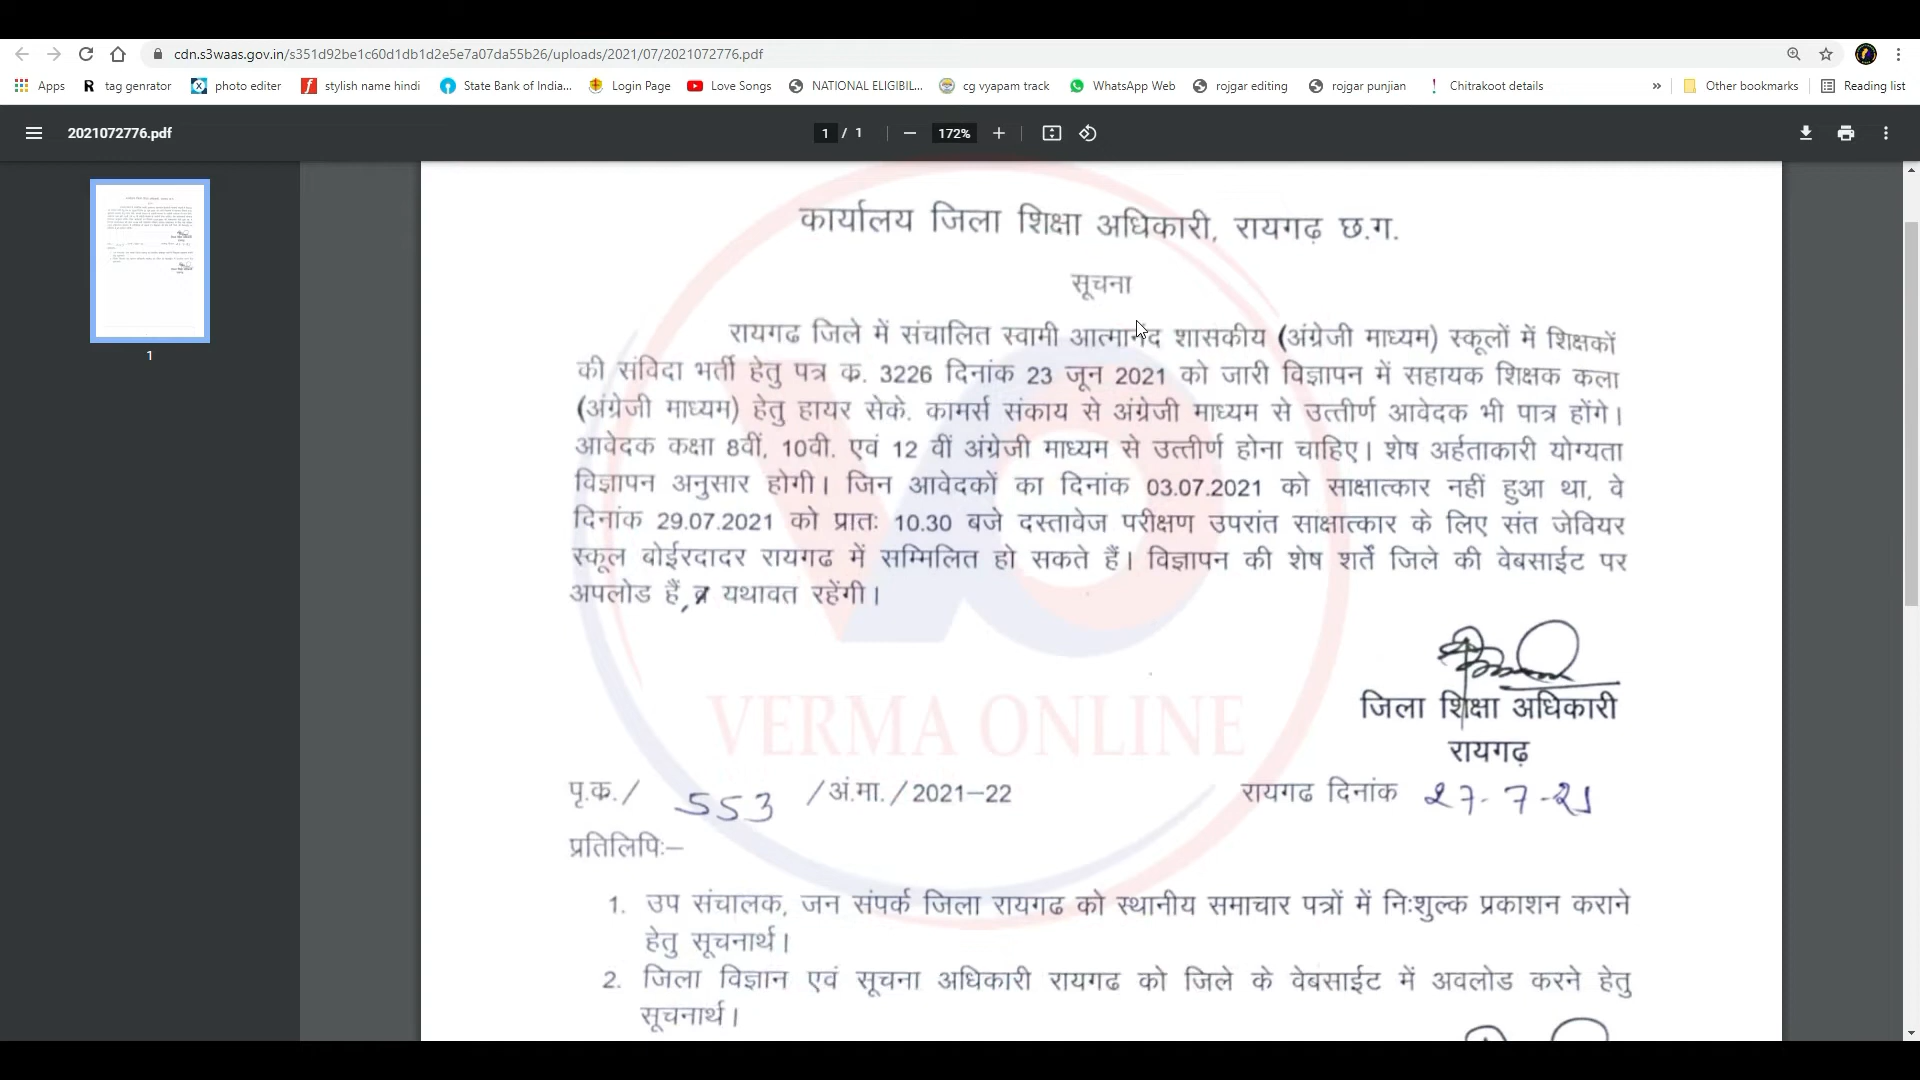 cdn.s3waas.gov.in/s351d92be1c60d1db1d2e5e7a07da55b26/uploads/2021/07/2021072776.pdf
Apps R tag genrator photo editer stylish name hindi State Bank of India... Login Page Love Songs NATIONAL ELIGIBIL... cg vyapam track WhatsApp Web rojgar editing rojgar punjian Chitrakoot details » Other bookmarks Reading list
2021072776.pdf 1 / 1 172%
1
कार्यालय जिला शिक्षा अधिकारी, रायगढ़ छ.ग.
सूचना
रायगढ जिले में संचालित स्वामी आत्मानंद शासकीय (अंग्रेजी माध्यम) स्कूलों में शिक्षकों
की संविदा भर्ती हेतु पत्र क. 3226 दिनांक 23 जून 2021 को जारी विज्ञापन में सहायक शिक्षक कला
(अंग्रेजी माध्यम) हेतु हायर सेके. कामर्स संकाय से अंग्रेजी माध्यम से उत्तीर्ण आवेदक भी पात्र होंगे।
आवेदक कक्षा 8वीं, 10वी. एवं 12 वीं अंग्रेजी माध्यम से उत्तीर्ण होना चाहिए। शेष अर्हताकारी योग्यता
विज्ञापन अनुसार होगी। जिन आवेदकों का दिनांक 03.07.2021 को साक्षात्कार नहीं हुआ था, वे
दिनांक 29.07.2021 को प्रातः 10.30 बजे दस्तावेज परीक्षण उपरांत साक्षात्कार के लिए संत जेवियर
स्कूल बोईरदादर रायगढ में सम्मिलित हो सकते हैं। विज्ञापन की शेष शर्ते जिले की वेबसाईट पर
अपलोड हैं, यथावत रहेंगी।
जिला शिक्षा अधिकारी
रायगढ़
VERMA ONLINE
पृ.क./ 553 /अं.मा./2021–22 रायगढ दिनांक 27-7-21
प्रतिलिपिः–
1. उप संचालक, जन संपर्क जिला रायगढ को स्थानीय समाचार पत्रों में निःशुल्क प्रकाशन कराने
हेतु सूचनार्थ।
2. जिला विज्ञान एवं सूचना अधिकारी रायगढ को जिले के वेबसाईट में अवलोड करने हेतु
सूचनार्थ।